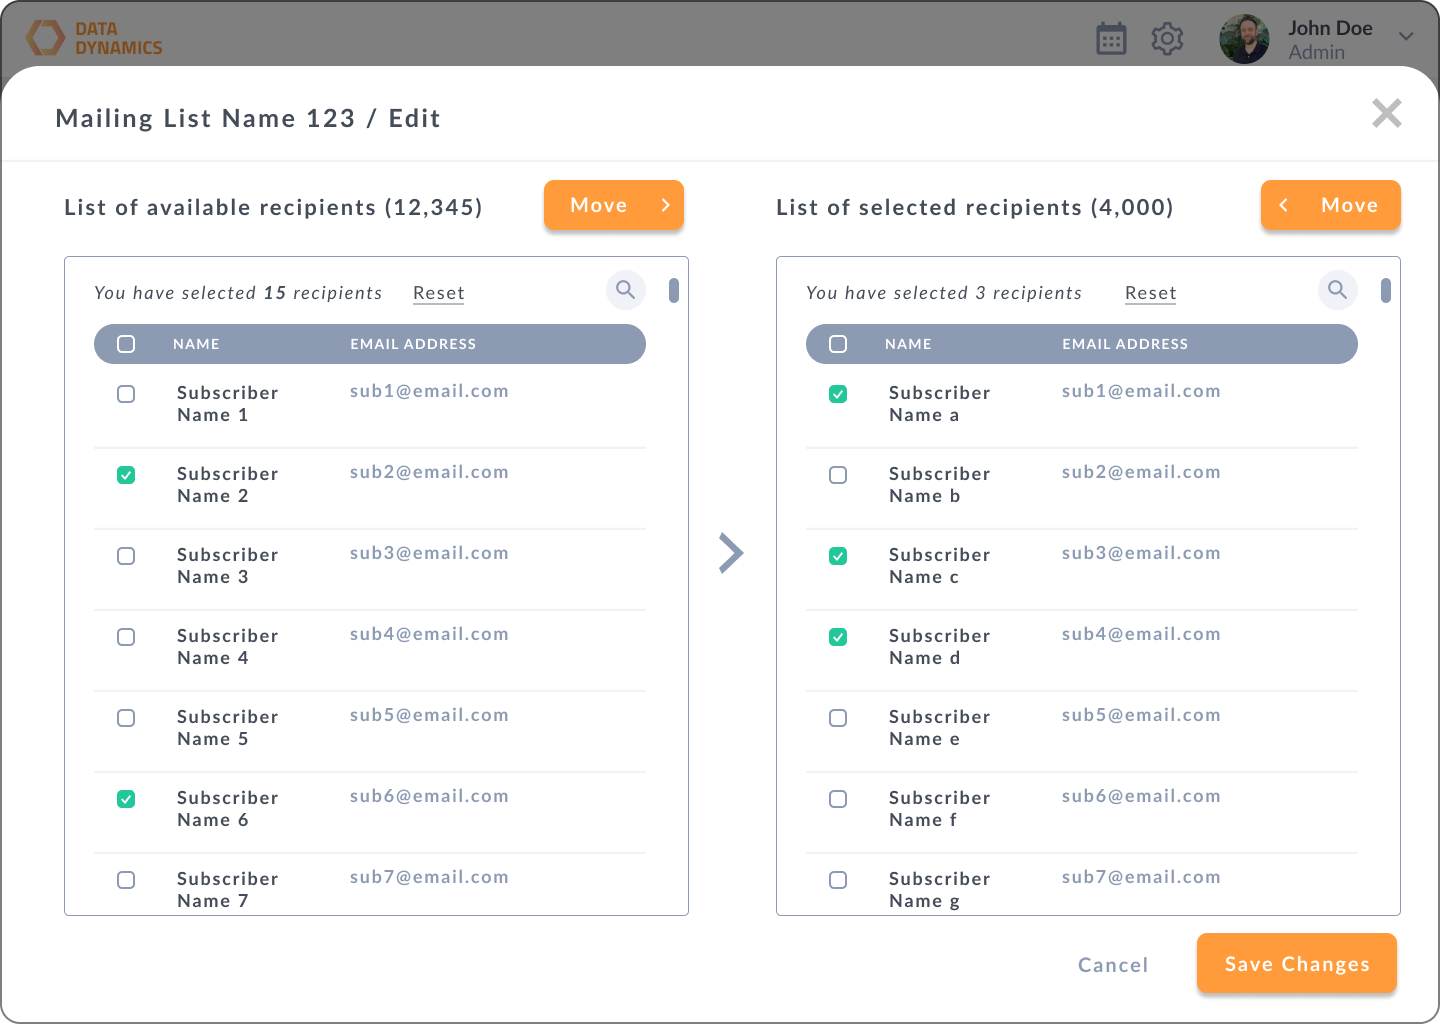 DATA
DYNAMICS
John Doe
Admin
Mailing List Name 123 / Edit
List of available recipients (12,345)
Move
List of selected recipients (4,000)
Move
You have selected 15 recipients
Reset
NAME
EMAIL ADDRESS
Subscriber
Name 1
sub1@email.com
Subscriber
Name 2
sub2@email.com
Subscriber
Name 3
sub3@email.com
Subscriber
Name 4
sub4@email.com
Subscriber
Name 5
sub5@email.com
Subscriber
Name 6
sub6@email.com
Subscriber
Name 7
sub7@email.com
You have selected 3 recipients
Reset
NAME
EMAIL ADDRESS
Subscriber
Name a
sub1@email.com
Subscriber
Name b
sub2@email.com
Subscriber
Name c
sub3@email.com
Subscriber
Name d
sub4@email.com
Subscriber
Name e
sub5@email.com
Subscriber
Name f
sub6@email.com
Subscriber
Name g
sub7@email.com
Cancel
Save Changes